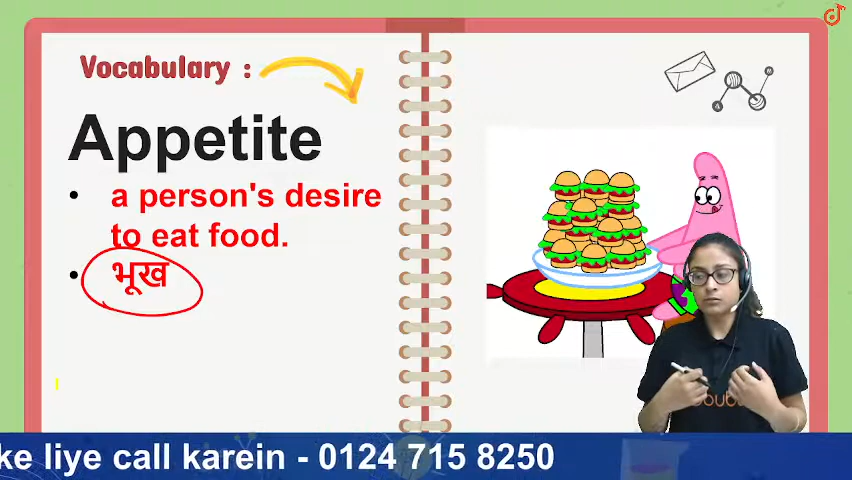 Vocabulary :
Appetite
• a person's desire
to eat food.
• भूख
ke liye call karein - 0124 715 8250